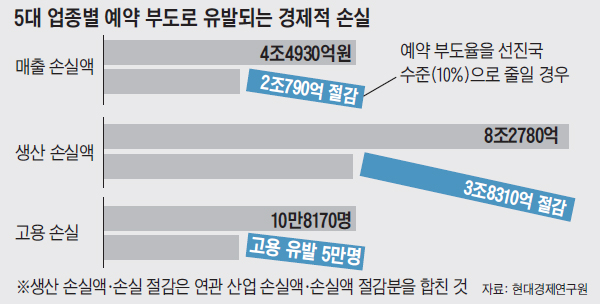 5대 업종별 예약 부도로 유발되는 경제적 손실
매출 손실액
4조4930억원
2조790억 절감
예약 부도율을 선진국
수준(10%)으로 줄일 경우
생산 손실액
8조2780억
3조8310억 절감
고용 손실
10만8170명
고용 유발 5만명
※생산 손실액·손실 절감은 연관 산업 손실액·손실액 절감분을 합친 것
자료: 현대경제연구원